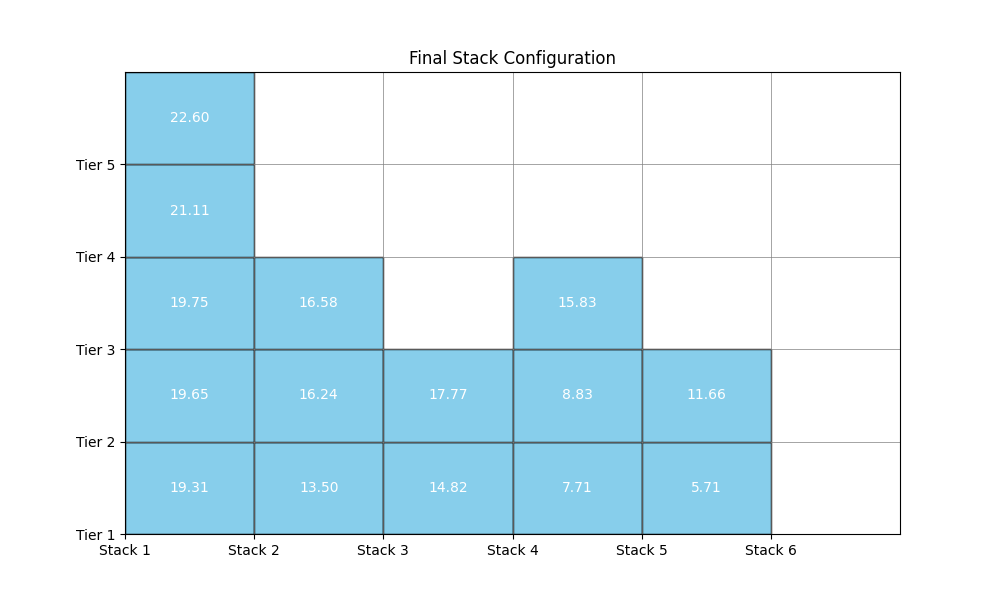 Final Stack Configuration
22.60
Tier 5
21.11
Tier 4
19.75 16.58 15.83
Tier 3
19.65 16.24 17.77 8.83 11.66
Tier 2
19.31 13.50 14.82 7.71 5.71
Tier 1
Stack 1 Stack 2 Stack 3 Stack 4 Stack 5 Stack 6